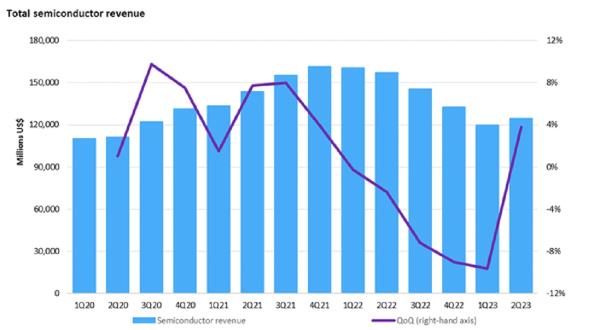 Total semiconductor revenue
180,000
150,000
120,000
90,000
60,000
30,000
0
Millions US$
12%
8%
4%
0%
-4%
-8%
-12%
1Q20 2Q20 3Q20 4Q20 1Q21 2Q21 3Q21 4Q21 1Q22 2Q22 3Q22 4Q22 1Q23 2Q23
Semiconductor revenue
QoQ (right-hand axis)